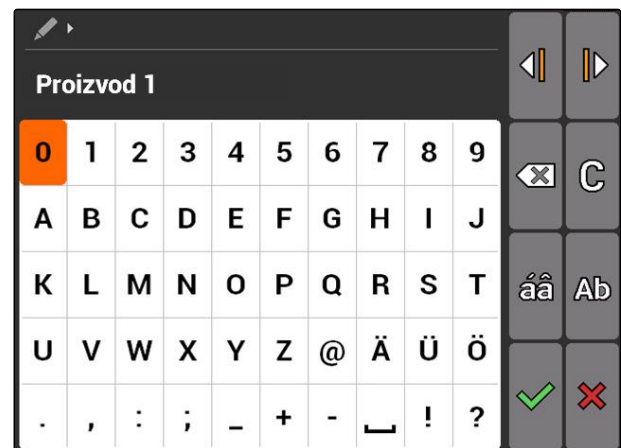 Proizvod 1
0 1 2 3 4 5 6 7 8 9
C
A B C D E F G H I J
K L M N O P Q R S T
áâ Ab
U V W X Y Z @ Ä Ü Ö
. , : ; _ + - ⎵ ! ?